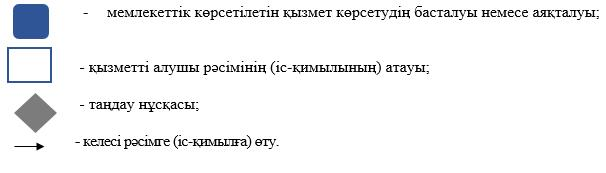 - мемлекеттік көрсетілетін қызмет көрсетудің басталуы немесе аяқталуы;
- қызметті алушы рәсімінің (іс-қимылының) атауы;
- таңдау нұсқасы;
- келесі рәсімге (іс-қимылға) өту.